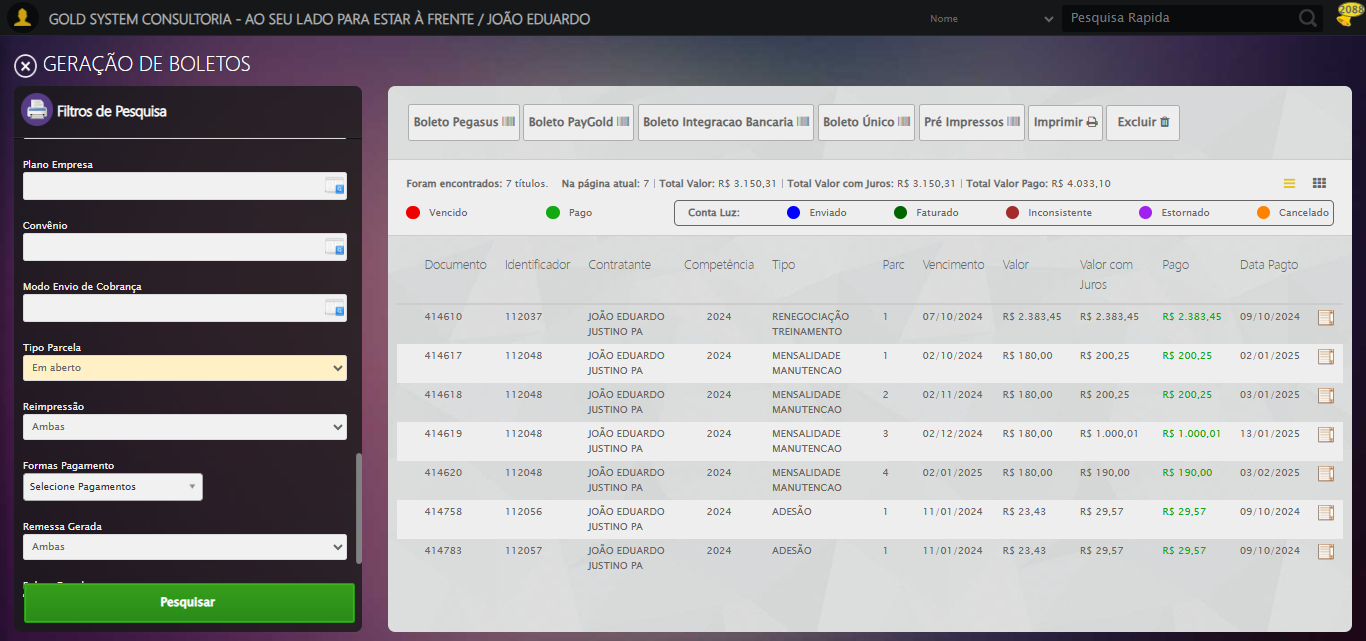 GOLD SYSTEM CONSULTORIA - AO SEU LADO PARA ESTAR À FRENTE / JOÃO EDUARDO
Nome
Pesquisa Rapida
2088
GERAÇÃO DE BOLETOS
Filtros de Pesquisa
Plano Empresa
Convênio
Modo Envio de Cobrança
Tipo Parcela
Em aberto
Reimpressão
Ambas
Formas Pagamento
Selecione Pagamentos
Remessa Gerada
Ambas
Pesquisar
Boleto Pegasus Boleto PayGold Boleto Integracao Bancaria Boleto Único Pré Impressos Imprimir Excluir
Foram encontrados: 7 títulos. Na página atual: 7 | Total Valor: R$ 3.150,31 | Total Valor com Juros: R$ 3.150,31 | Total Valor Pago: R$ 4.033,10
Vencido Pago Conta Luz: Enviado Faturado Inconsistente Estornado Cancelado
Documento Identificador Contratante Competência Tipo Parc Vencimento Valor Valor com Pago Data Pagto
Juros
414610 112037 JOÃO EDUARDO 2024 RENEGOCIAÇÃO 1 07/10/2024 R$ 2.383,45 R$ 2.383,45 R$ 2.383,45 09/10/2024
JUSTINO PA TREINAMENTO
414617 112048 JOÃO EDUARDO 2024 MENSALIDADE 1 02/10/2024 R$ 180,00 R$ 200,25 R$ 200,25 02/01/2025
JUSTINO PA MANUTENCAO
414618 112048 JOÃO EDUARDO 2024 MENSALIDADE 2 02/11/2024 R$ 180,00 R$ 200,25 R$ 200,25 03/01/2025
JUSTINO PA MANUTENCAO
414619 112048 JOÃO EDUARDO 2024 MENSALIDADE 3 02/12/2024 R$ 180,00 R$ 1.000,01 R$ 1.000,01 13/01/2025
JUSTINO PA MANUTENCAO
414620 112048 JOÃO EDUARDO 2024 MENSALIDADE 4 02/01/2025 R$ 180,00 R$ 190,00 R$ 190,00 03/02/2025
JUSTINO PA MANUTENCAO
414758 112056 JOÃO EDUARDO 2024 ADESÃO 1 11/01/2024 R$ 23,43 R$ 29,57 R$ 29,57 09/10/2024
JUSTINO PA
414783 112057 JOÃO EDUARDO 2024 ADESÃO 1 11/01/2024 R$ 23,43 R$ 29,57 R$ 29,57 09/10/2024
JUSTINO PA